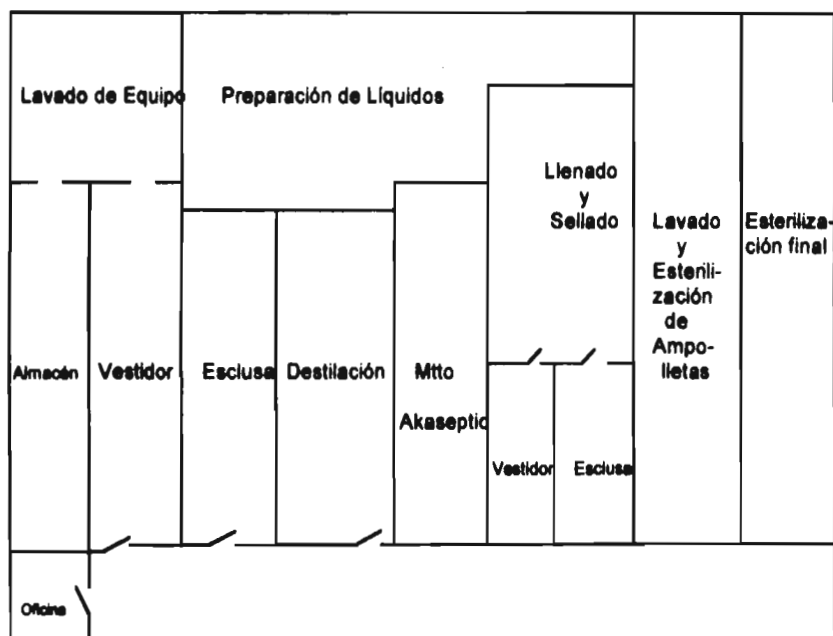 Lavado de Equipo
Preparación de Líquidos
Llenado
y
Sellado
Lavado
y
Esterili-
zación
de
Ampo-
lletas
Esteriliza-
ción final
Almacén
Vestidor
Esclusa
Destilación
Mtto
Akaseptic
Vestidor
Esclusa
Oficina